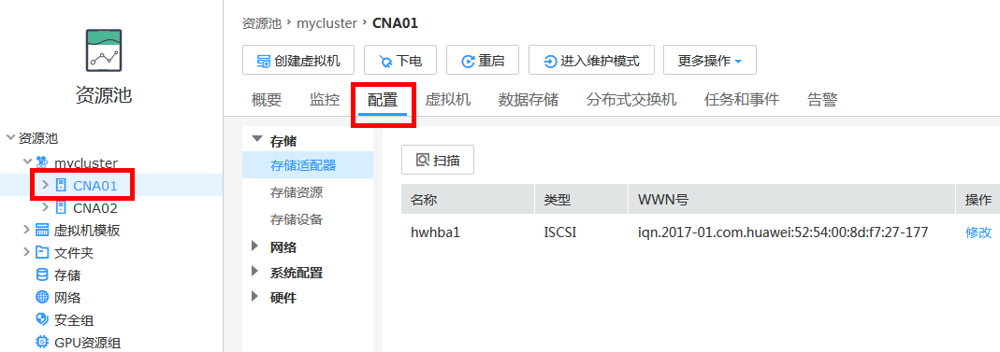 资源池
资源池
mycluster
CNA01
CNA02
虚拟机模板
文件夹
存储
网络
安全组
GPU资源组
资源池 > mycluster > CNA01
创建虚拟机 下电 重启 进入维护模式 更多操作
概要 监控 配置 虚拟机 数据存储 分布式交换机 任务和事件 告警
存储
存储适配器
存储资源
存储设备
网络
系统配置
硬件
扫描
名称 类型 WWN号 操作
hwhba1 ISCSI iqn.2017-01.com.huawei:52:54:00:8d:f7:27-177 修改